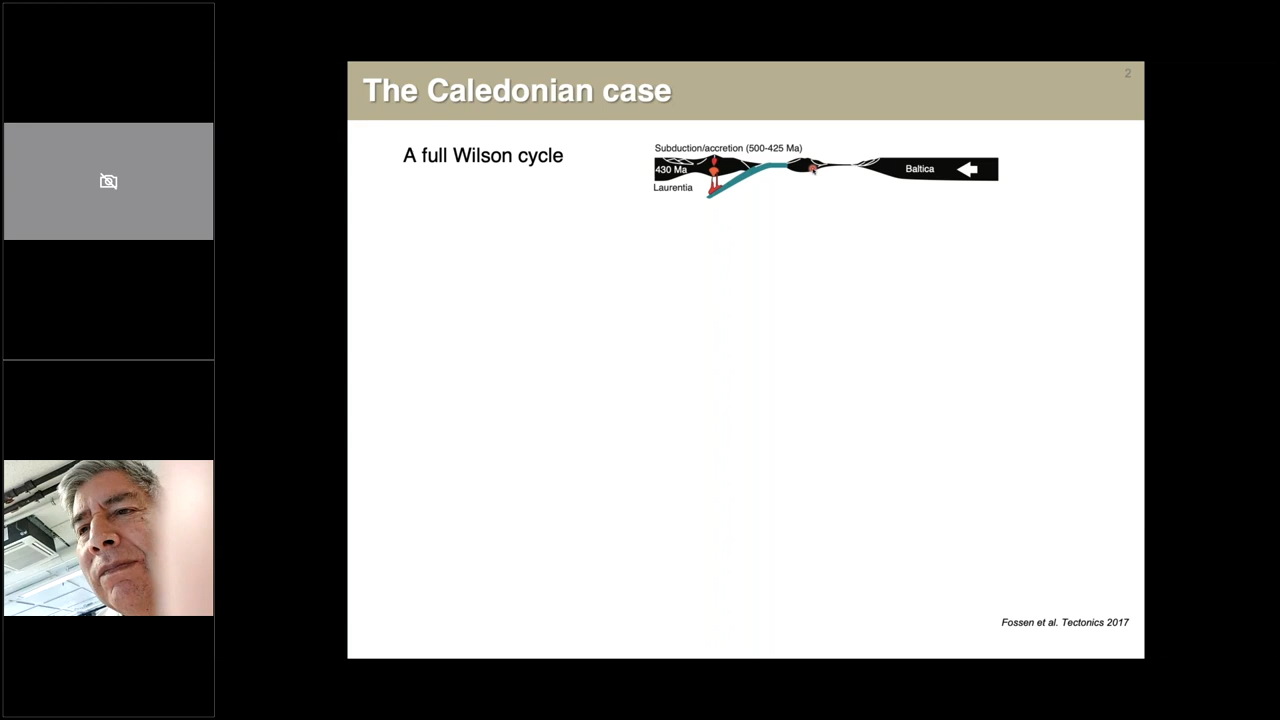 2
The Caledonian case
A full Wilson cycle
Subduction/accretion (500-425 Ma)
430 Ma
Baltica
Laurentia
Fossen et al. Tectonics 2017